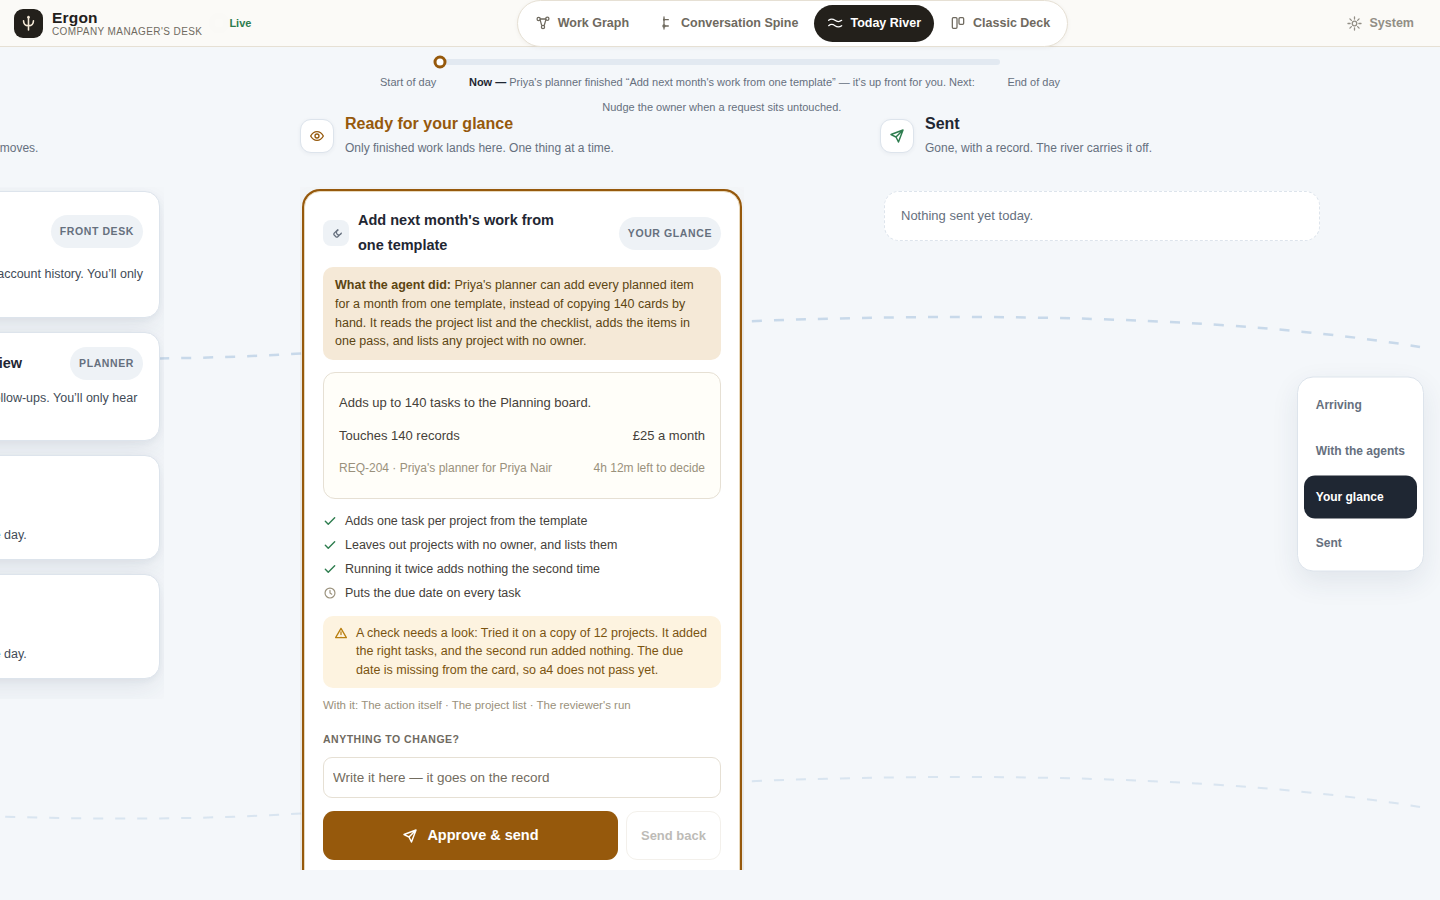 Ergon
COMPANY MANAGER'S DESK
Live
Work Graph
Conversation Spine
Today River
Classic Deck
System
Start of day
Now — Priya's planner finished “Add next month's work from one template” — it's up front for you. Next:
Nudge the owner when a request sits untouched.
End of day
moves.
Ready for your glance
Only finished work lands here. One thing at a time.
Sent
Gone, with a record. The river carries it off.
FRONT DESK
account history. You’ll only
iew
PLANNER
llow-ups. You’ll only hear
day.
day.
Add next month's work from
one template
YOUR GLANCE
What the agent did: Priya's planner can add every planned item
for a month from one template, instead of copying 140 cards by
hand. It reads the project list and the checklist, adds the items in
one pass, and lists any project with no owner.
Adds up to 140 tasks to the Planning board.
Touches 140 records
£25 a month
REQ-204 · Priya's planner for Priya Nair
4h 12m left to decide
Adds one task per project from the template
Leaves out projects with no owner, and lists them
Running it twice adds nothing the second time
Puts the due date on every task
A check needs a look: Tried it on a copy of 12 projects. It added
the right tasks, and the second run added nothing. The due
date is missing from the card, so a4 does not pass yet.
With it: The action itself · The project list · The reviewer's run
ANYTHING TO CHANGE?
Write it here — it goes on the record
Approve & send
Send back
Nothing sent yet today.
Arriving
With the agents
Your glance
Sent